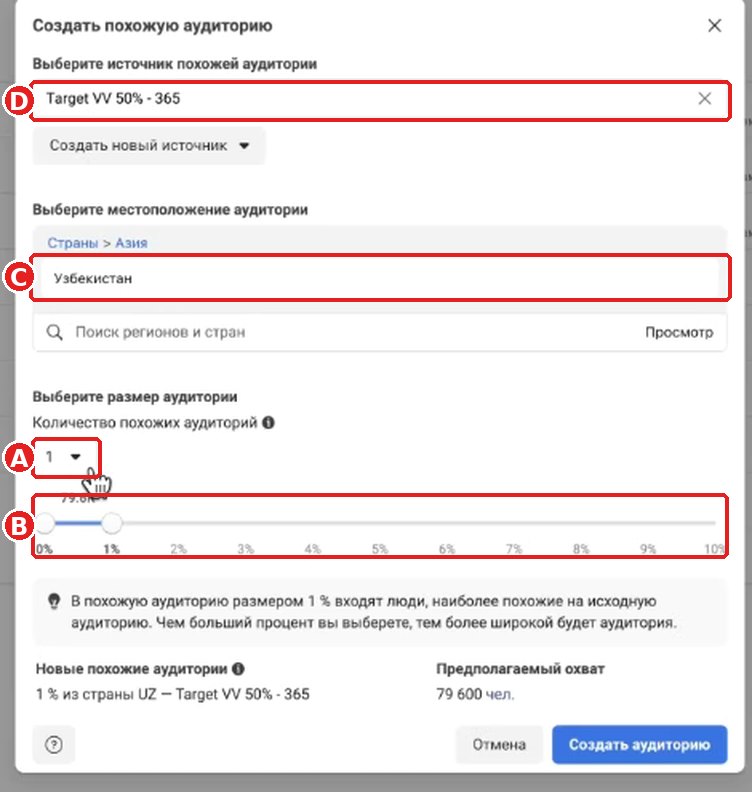 Создать похожую аудиторию
Выберите источник похожей аудитории
D
Target VV 50% - 365
Создать новый источник
Выберите местоположение аудитории
Страны > Азия
C
Узбекистан
Поиск регионов и стран
Просмотр
Выберите размер аудитории
Количество похожих аудиторий
A
1
B
0% 1% 2% 3% 4% 5% 6% 7% 8% 9% 10%
В похожую аудиторию размером 1 % входят люди, наиболее похожие на исходную
аудиторию. Чем больший процент вы выберете, тем более широкой будет аудитория.
Новые похожие аудитории
1 % из страны UZ — Target VV 50% - 365
Предполагаемый охват
79 600 чел.
Отмена
Создать аудиторию